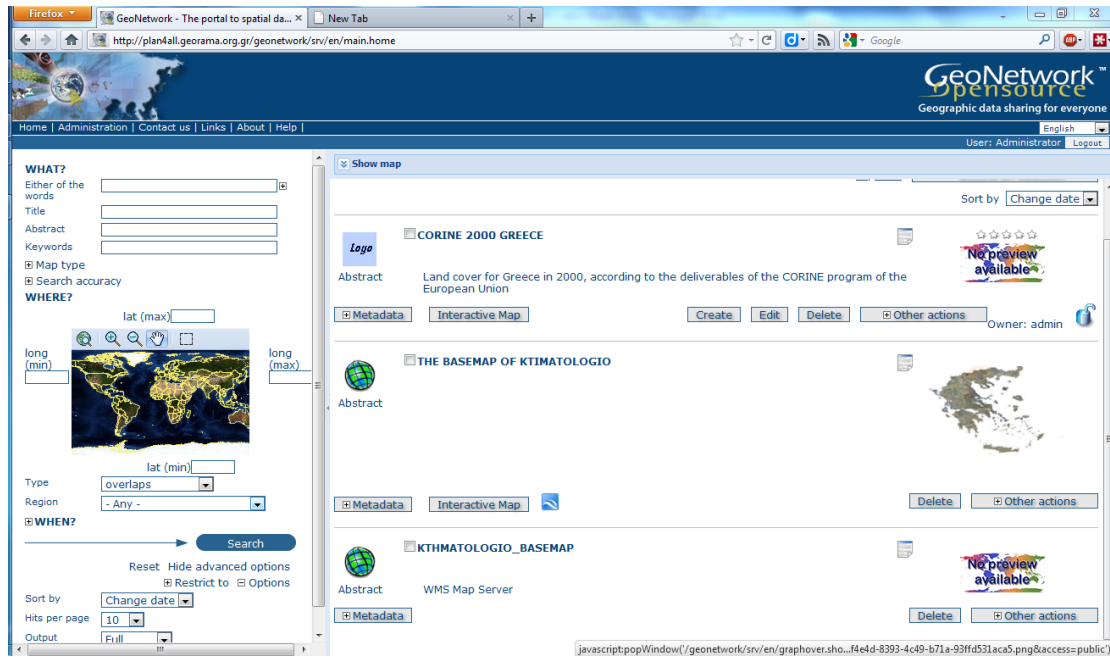 Firefox
GeoNetwork - The portal to spatial da...
New Tab
http://plan4all.georama.org.gr/geonetwork/srv/en/main.home
Google
GeoNetwork™
Opensource
Geographic data sharing for everyone
Home | Administration | Contact us | Links | About | Help |
English
User: Administrator Logout
WHAT?
Either of the words
Title
Abstract
Keywords
Map type
Search accuracy
WHERE?
lat (max)
long (min)
long (max)
lat (min)
Type overlaps
Region - Any -
WHEN?
Search
Reset Hide advanced options
Restrict to Options
Sort by Change date
Hits per page 10
Output Full
Show map
Sort by Change date
Logo
CORINE 2000 GREECE
No preview available
Abstract
Land cover for Greece in 2000, according to the deliverables of the CORINE program of the
European Union
Metadata Interactive Map Create Edit Delete Other actions
Owner: admin
THE BASEMAP OF KTIMATOLOGIO
Abstract
Metadata Interactive Map Delete Other actions
KTHMATOLOGIO_BASEMAP
No preview available
Abstract
WMS Map Server
Metadata Delete Other actions
javascript:popWindow('/geonetwork/srv/en/graphover.sho...f4e4d-8393-4c49-b71a-93ffd531aca5.png&access=public')